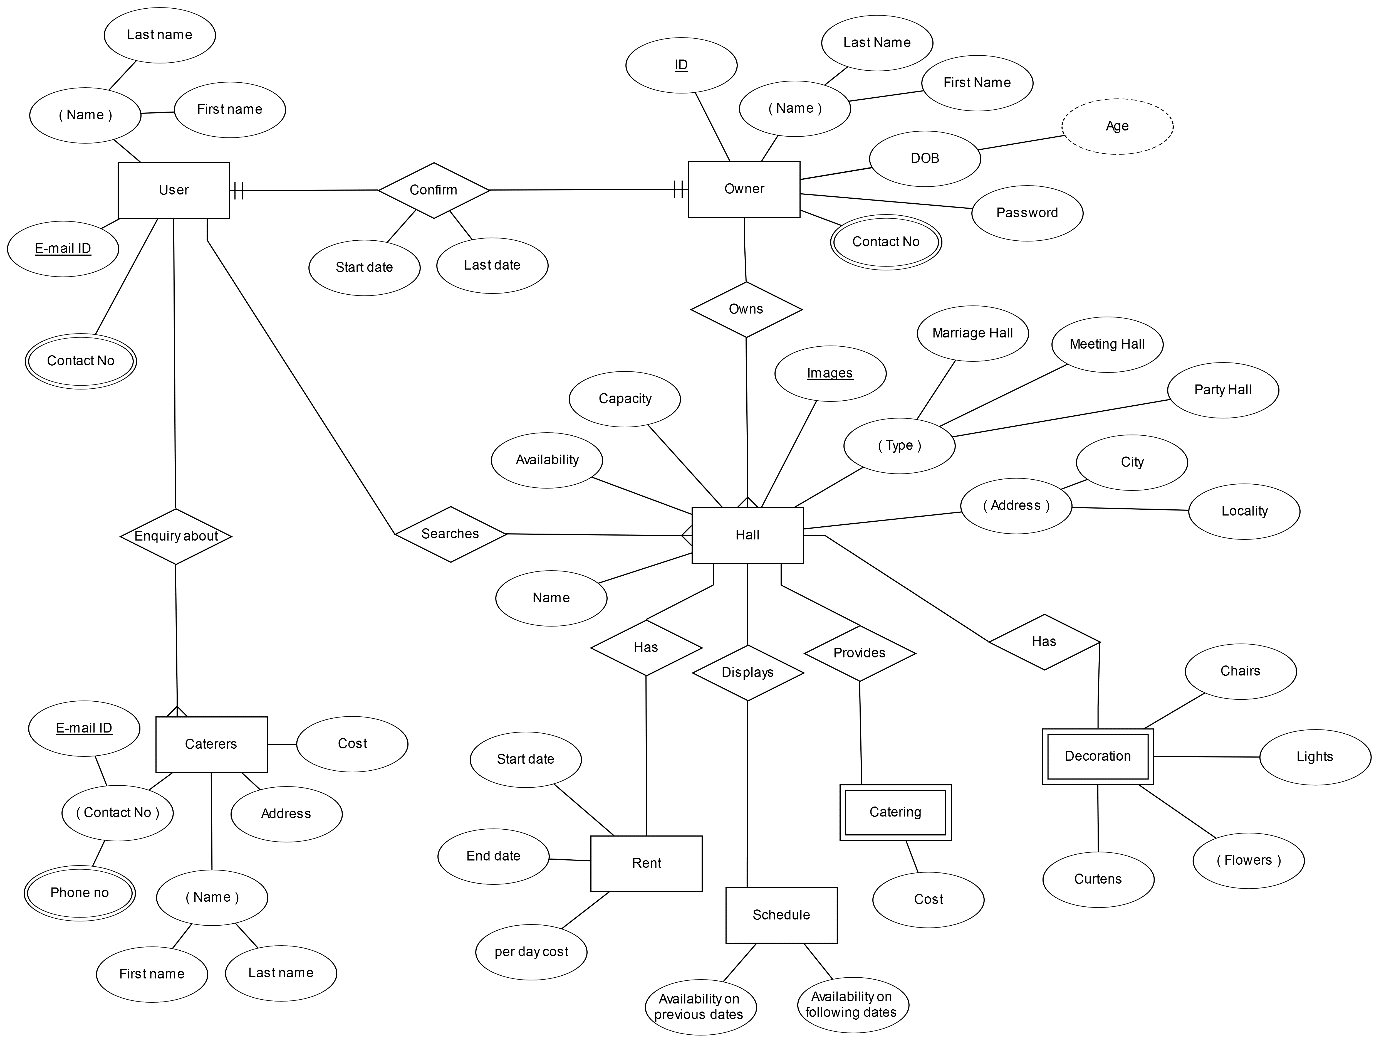 Last name
( Name )
First name
User
E-mail ID
Contact No
Confirm
Start date
Last date
ID
Last Name
( Name )
First Name
DOB
Age
Owner
Password
Contact No
Owns
Marriage Hall
Meeting Hall
Party Hall
Images
Capacity
( Type )
Availability
City
( Address )
Locality
Enquiry about
Searches
Hall
Name
Has
Displays
Provides
Has
Chairs
Lights
Decoration
Curtens
( Flowers )
E-mail ID
Caterers
Cost
( Contact No )
Address
Phone no
( Name )
First name
Last name
Start date
End date
Rent
per day cost
Catering
Cost
Schedule
Availability on
previous dates
Availability on
following dates